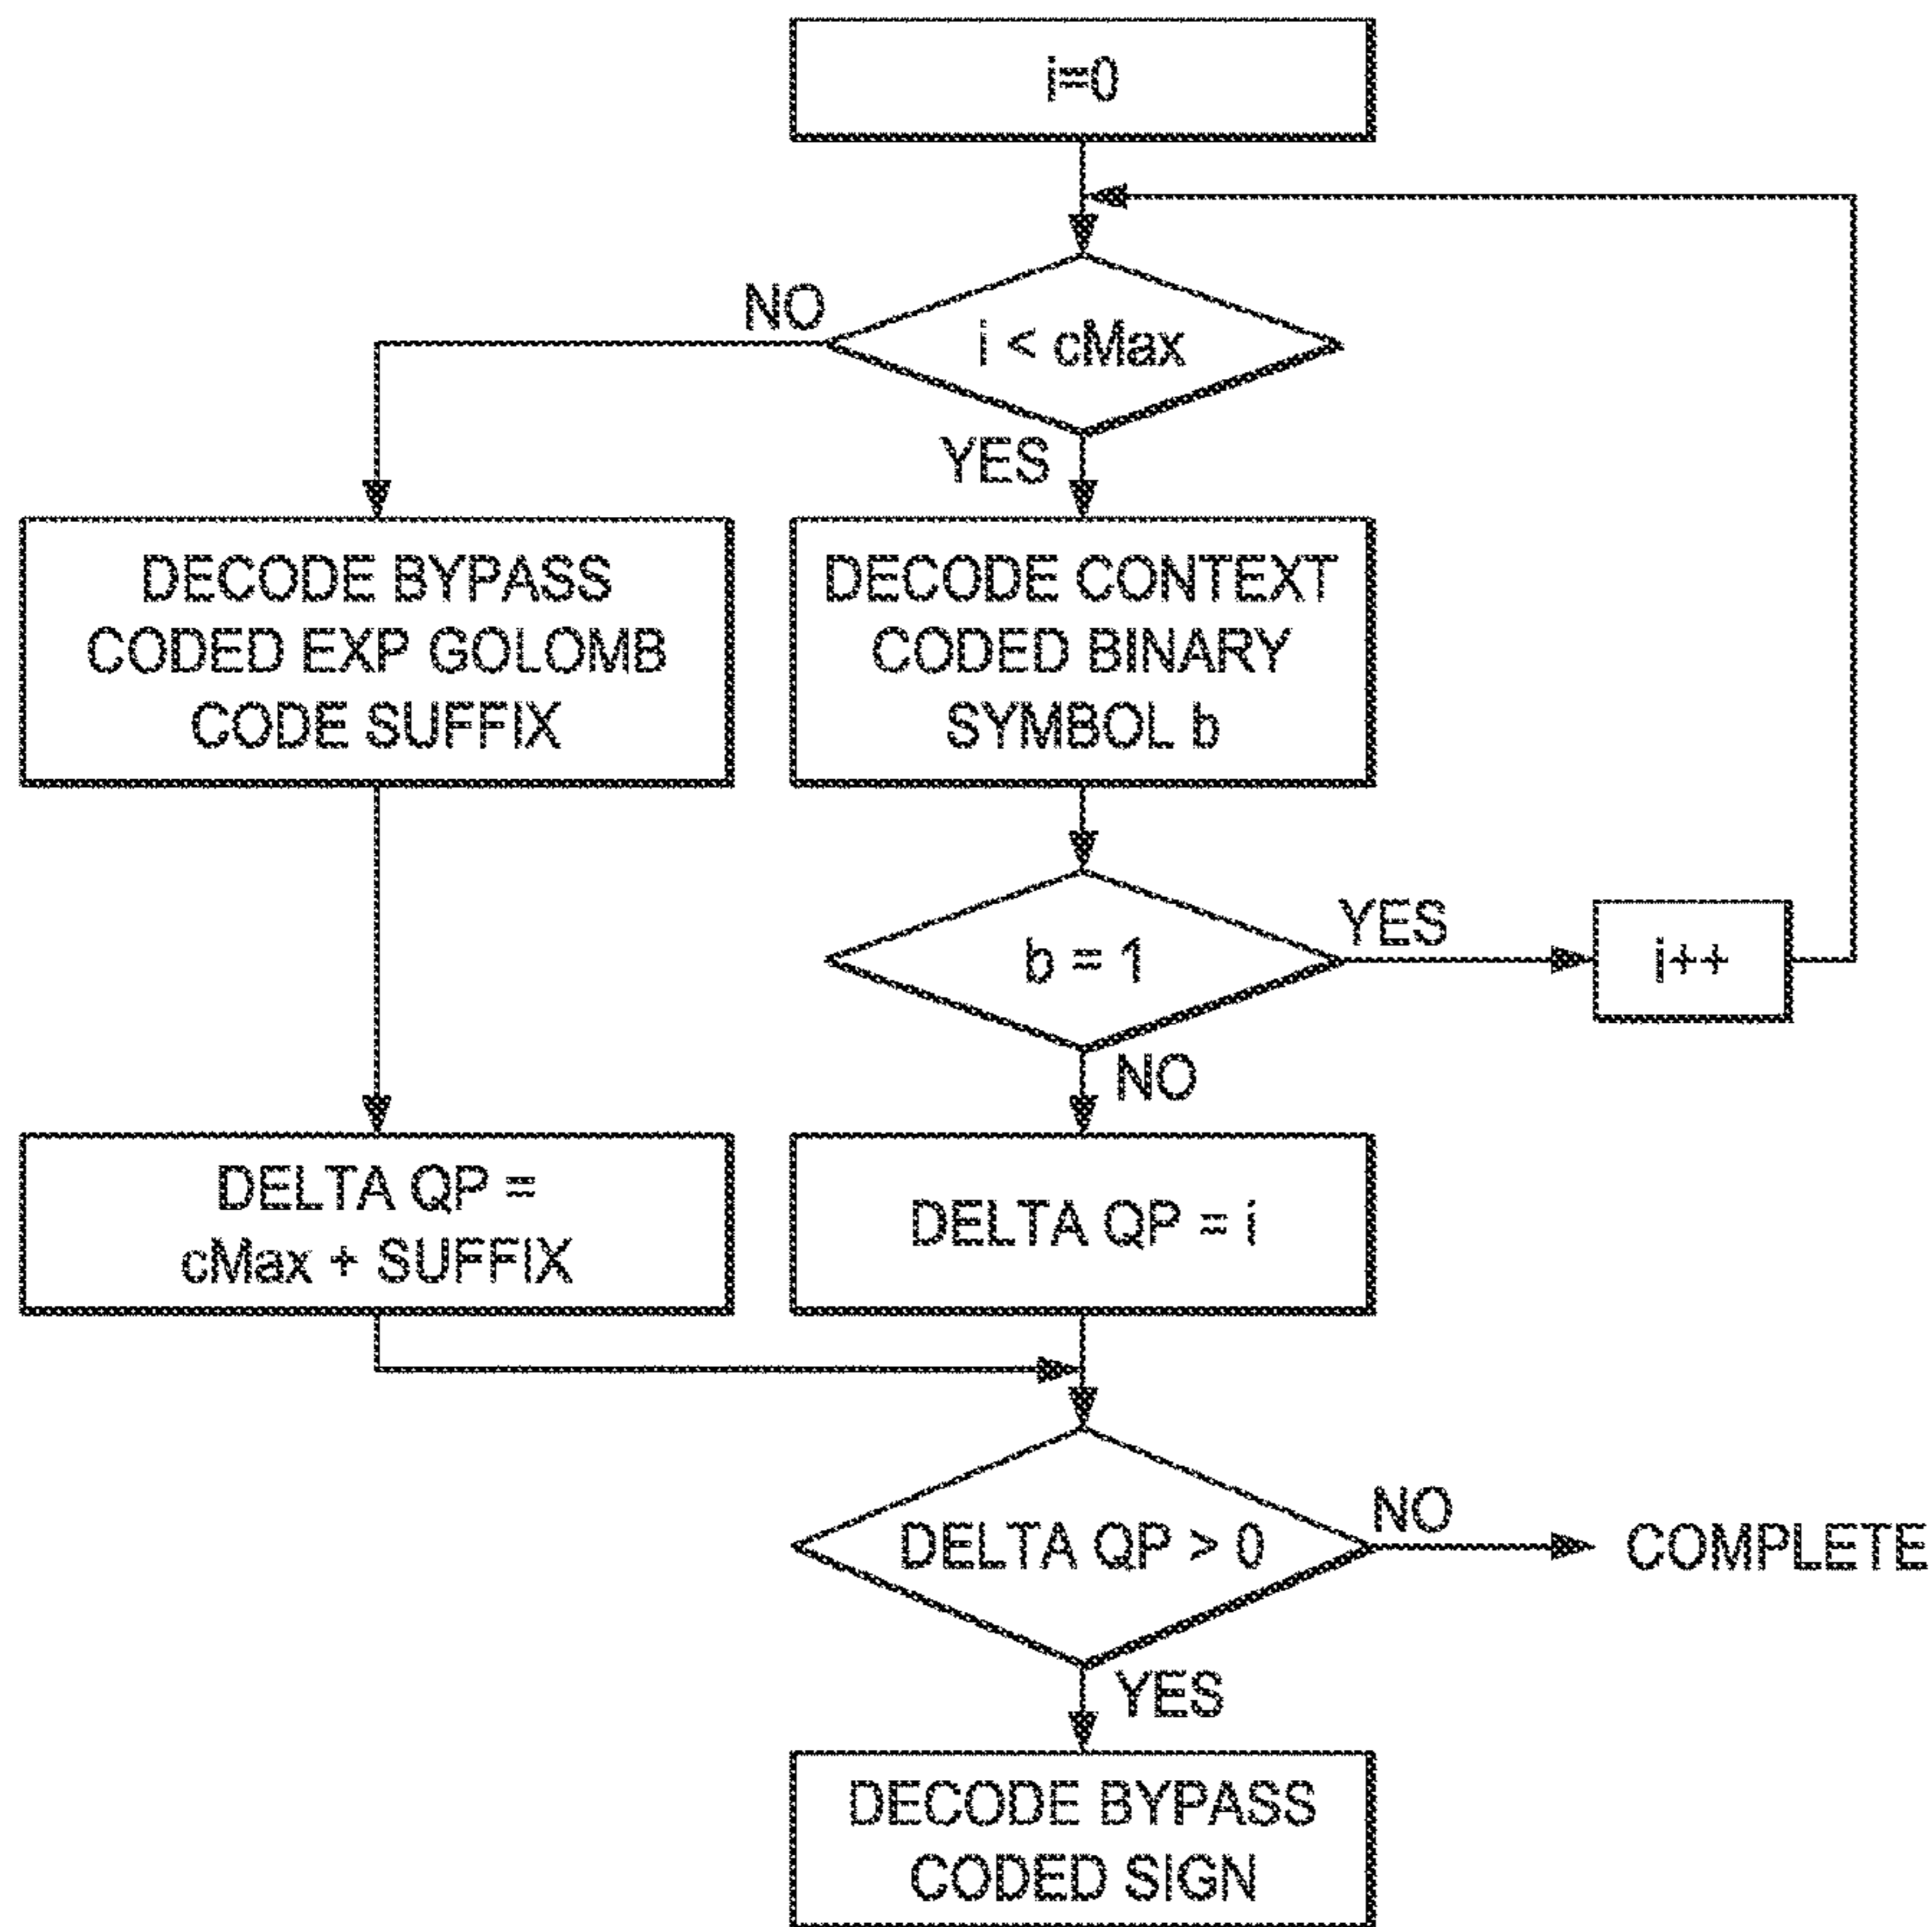 i=0
NO
i < cMax
YES
DECODE BYPASS
CODED EXP GOLOMB
CODE SUFFIX
DECODE CONTEXT
CODED BINARY
SYMBOL b
b = 1
YES
i++
NO
DELTA QP =
cMax + SUFFIX
DELTA QP = i
DELTA QP > 0
NO
COMPLETE
YES
DECODE BYPASS
CODED SIGN